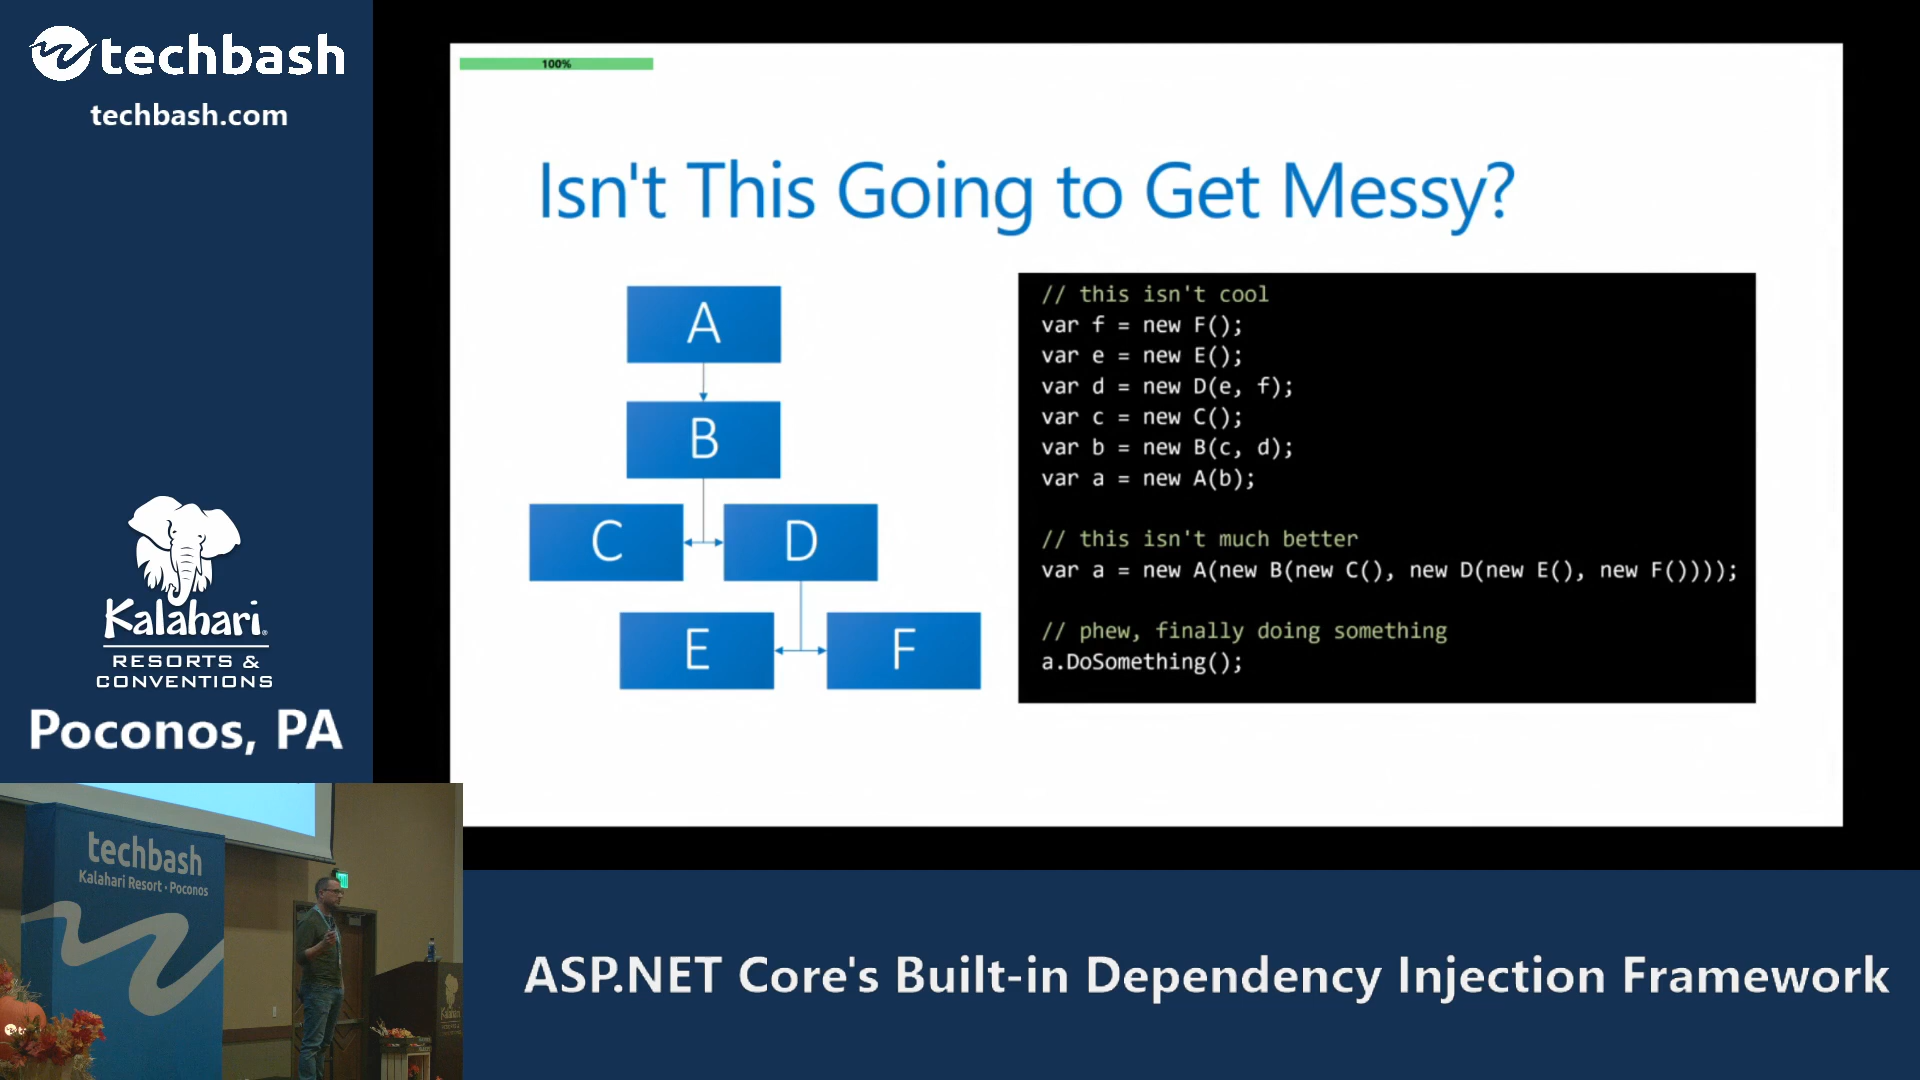 techbash
techbash.com
Kalahari
RESORTS &
CONVENTIONS
Poconos, PA
100%
Isn't This Going to Get Messy?
A
B
C
D
E
F
// this isn't cool
var f = new F();
var e = new E();
var d = new D(e, f);
var c = new C();
var b = new B(c, d);
var a = new A(b);
// this isn't much better
var a = new A(new B(new C(), new D(new E(), new F())));
// phew, finally doing something
a.DoSomething();
techbash
Kalahari Resort • Poconos
Kalahari
ASP.NET Core's Built-in Dependency Injection Framework